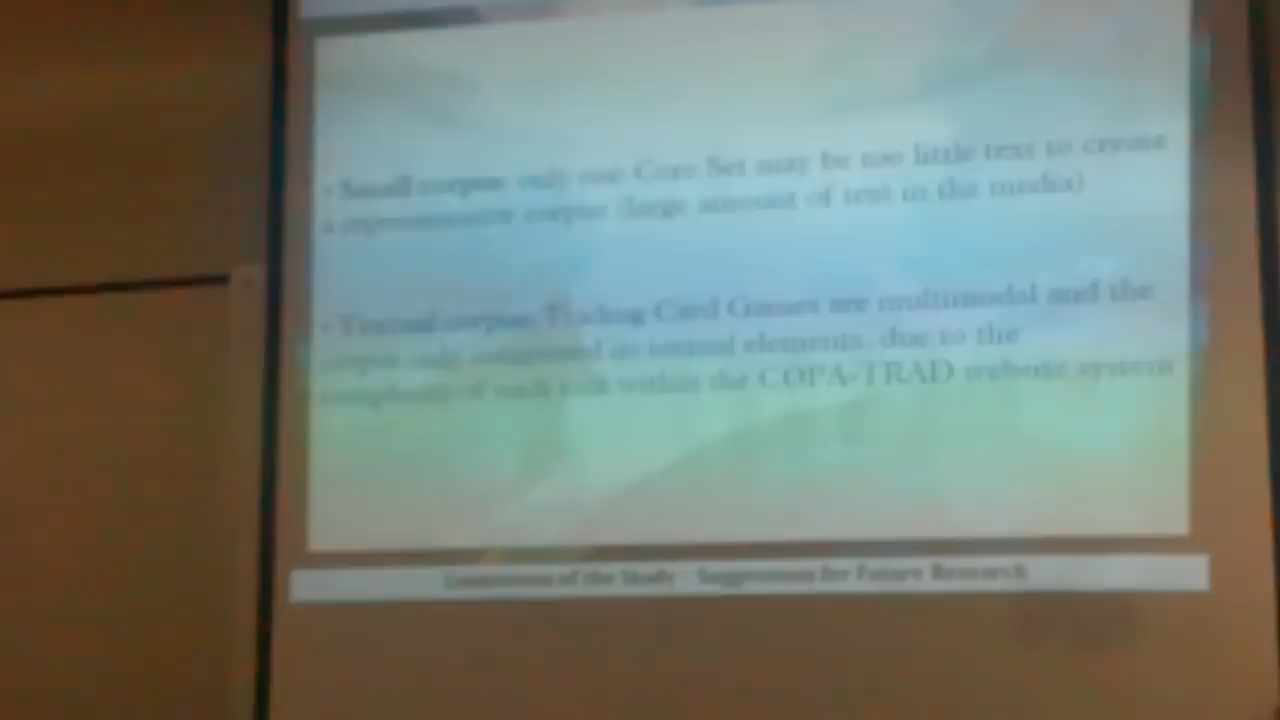 • Small corpus: only one Core Set may be too little text to create
a representative corpus (large amount of text in the media)
• Textual corpus: Trading Card Games are multimodal and the
corpus only comprised its textual elements, due to the
complexity of such task within the COPA-TRAD website system
Limitations of the Study Suggestions for Future Research